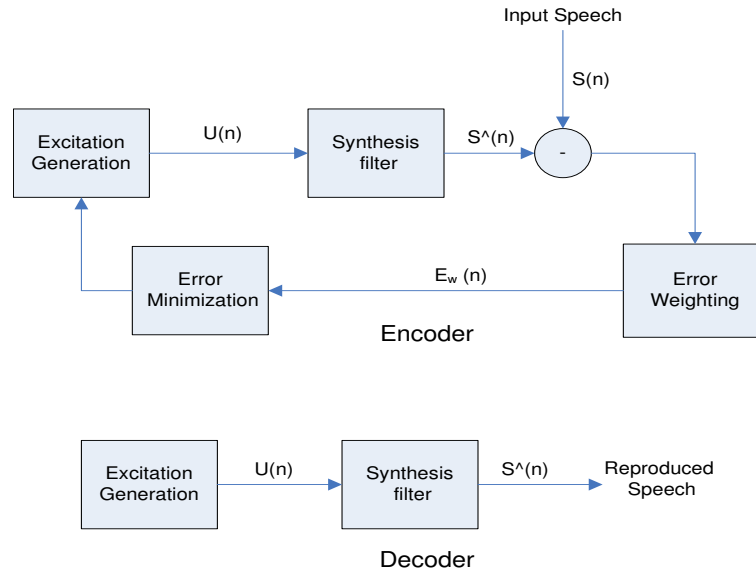 Input Speech
S(n)
Excitation
Generation
U(n)
Synthesis
filter
S^(n)
-
Error
Minimization
Ew (n)
Error
Weighting
Encoder
Excitation
Generation
U(n)
Synthesis
filter
S^(n)
Reproduced
Speech
Decoder